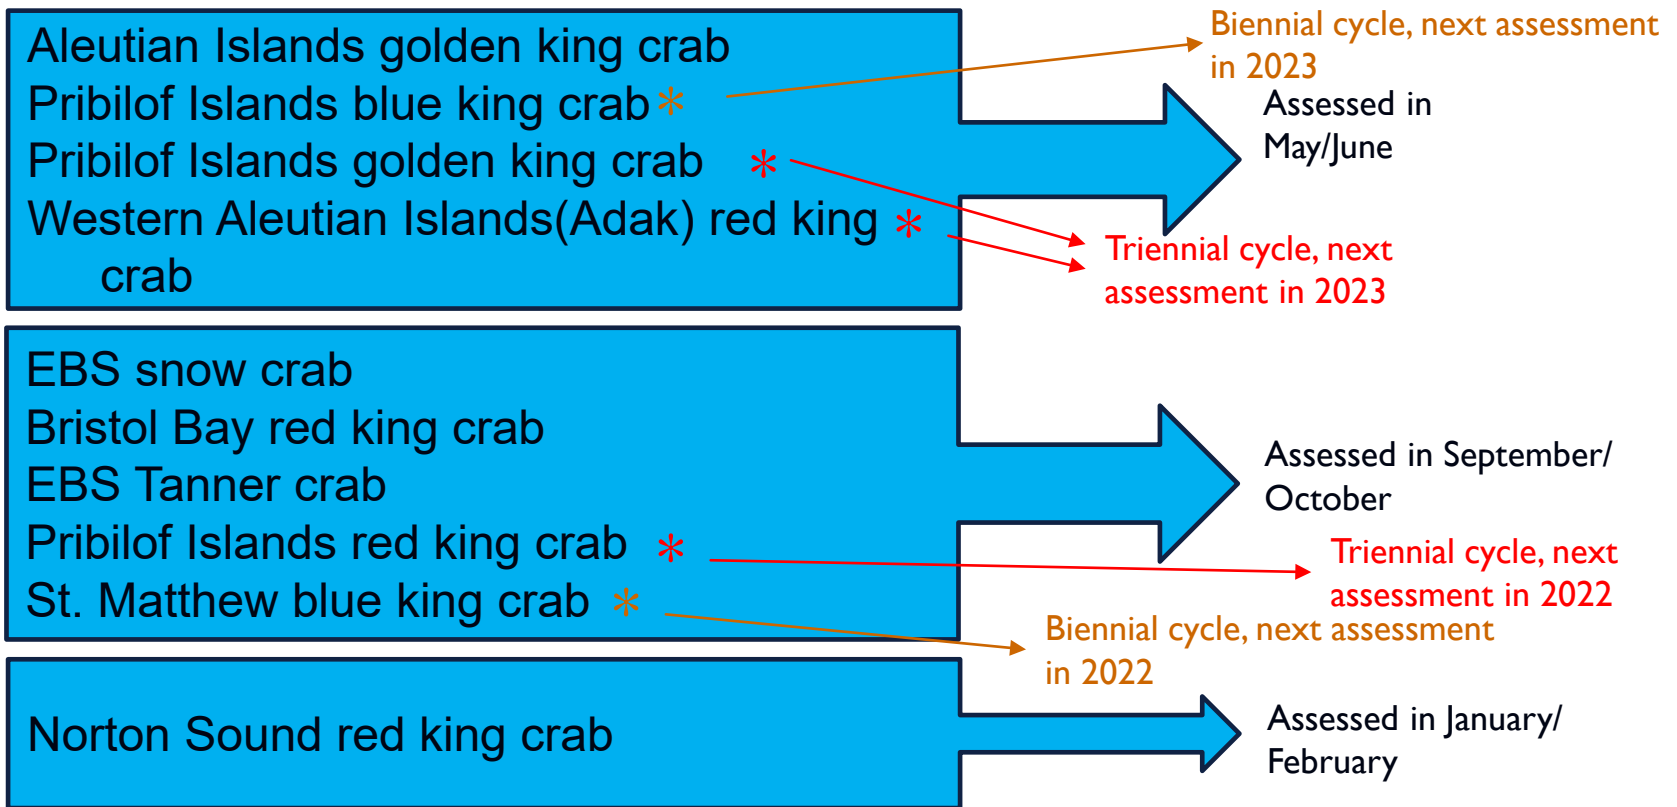 Aleutian Islands golden king crab
Pribilof Islands blue king crab*
Pribilof Islands golden king crab *
Western Aleutian Islands(Adak) red king *
crab
Biennial cycle, next assessment
in 2023
Assessed in
May/June
Triennial cycle, next
assessment in 2023
EBS snow crab
Bristol Bay red king crab
EBS Tanner crab
Pribilof Islands red king crab *
St. Matthew blue king crab *
Assessed in September/
October
Triennial cycle, next
assessment in 2022
Biennial cycle, next assessment
in 2022
Norton Sound red king crab
Assessed in January/
February